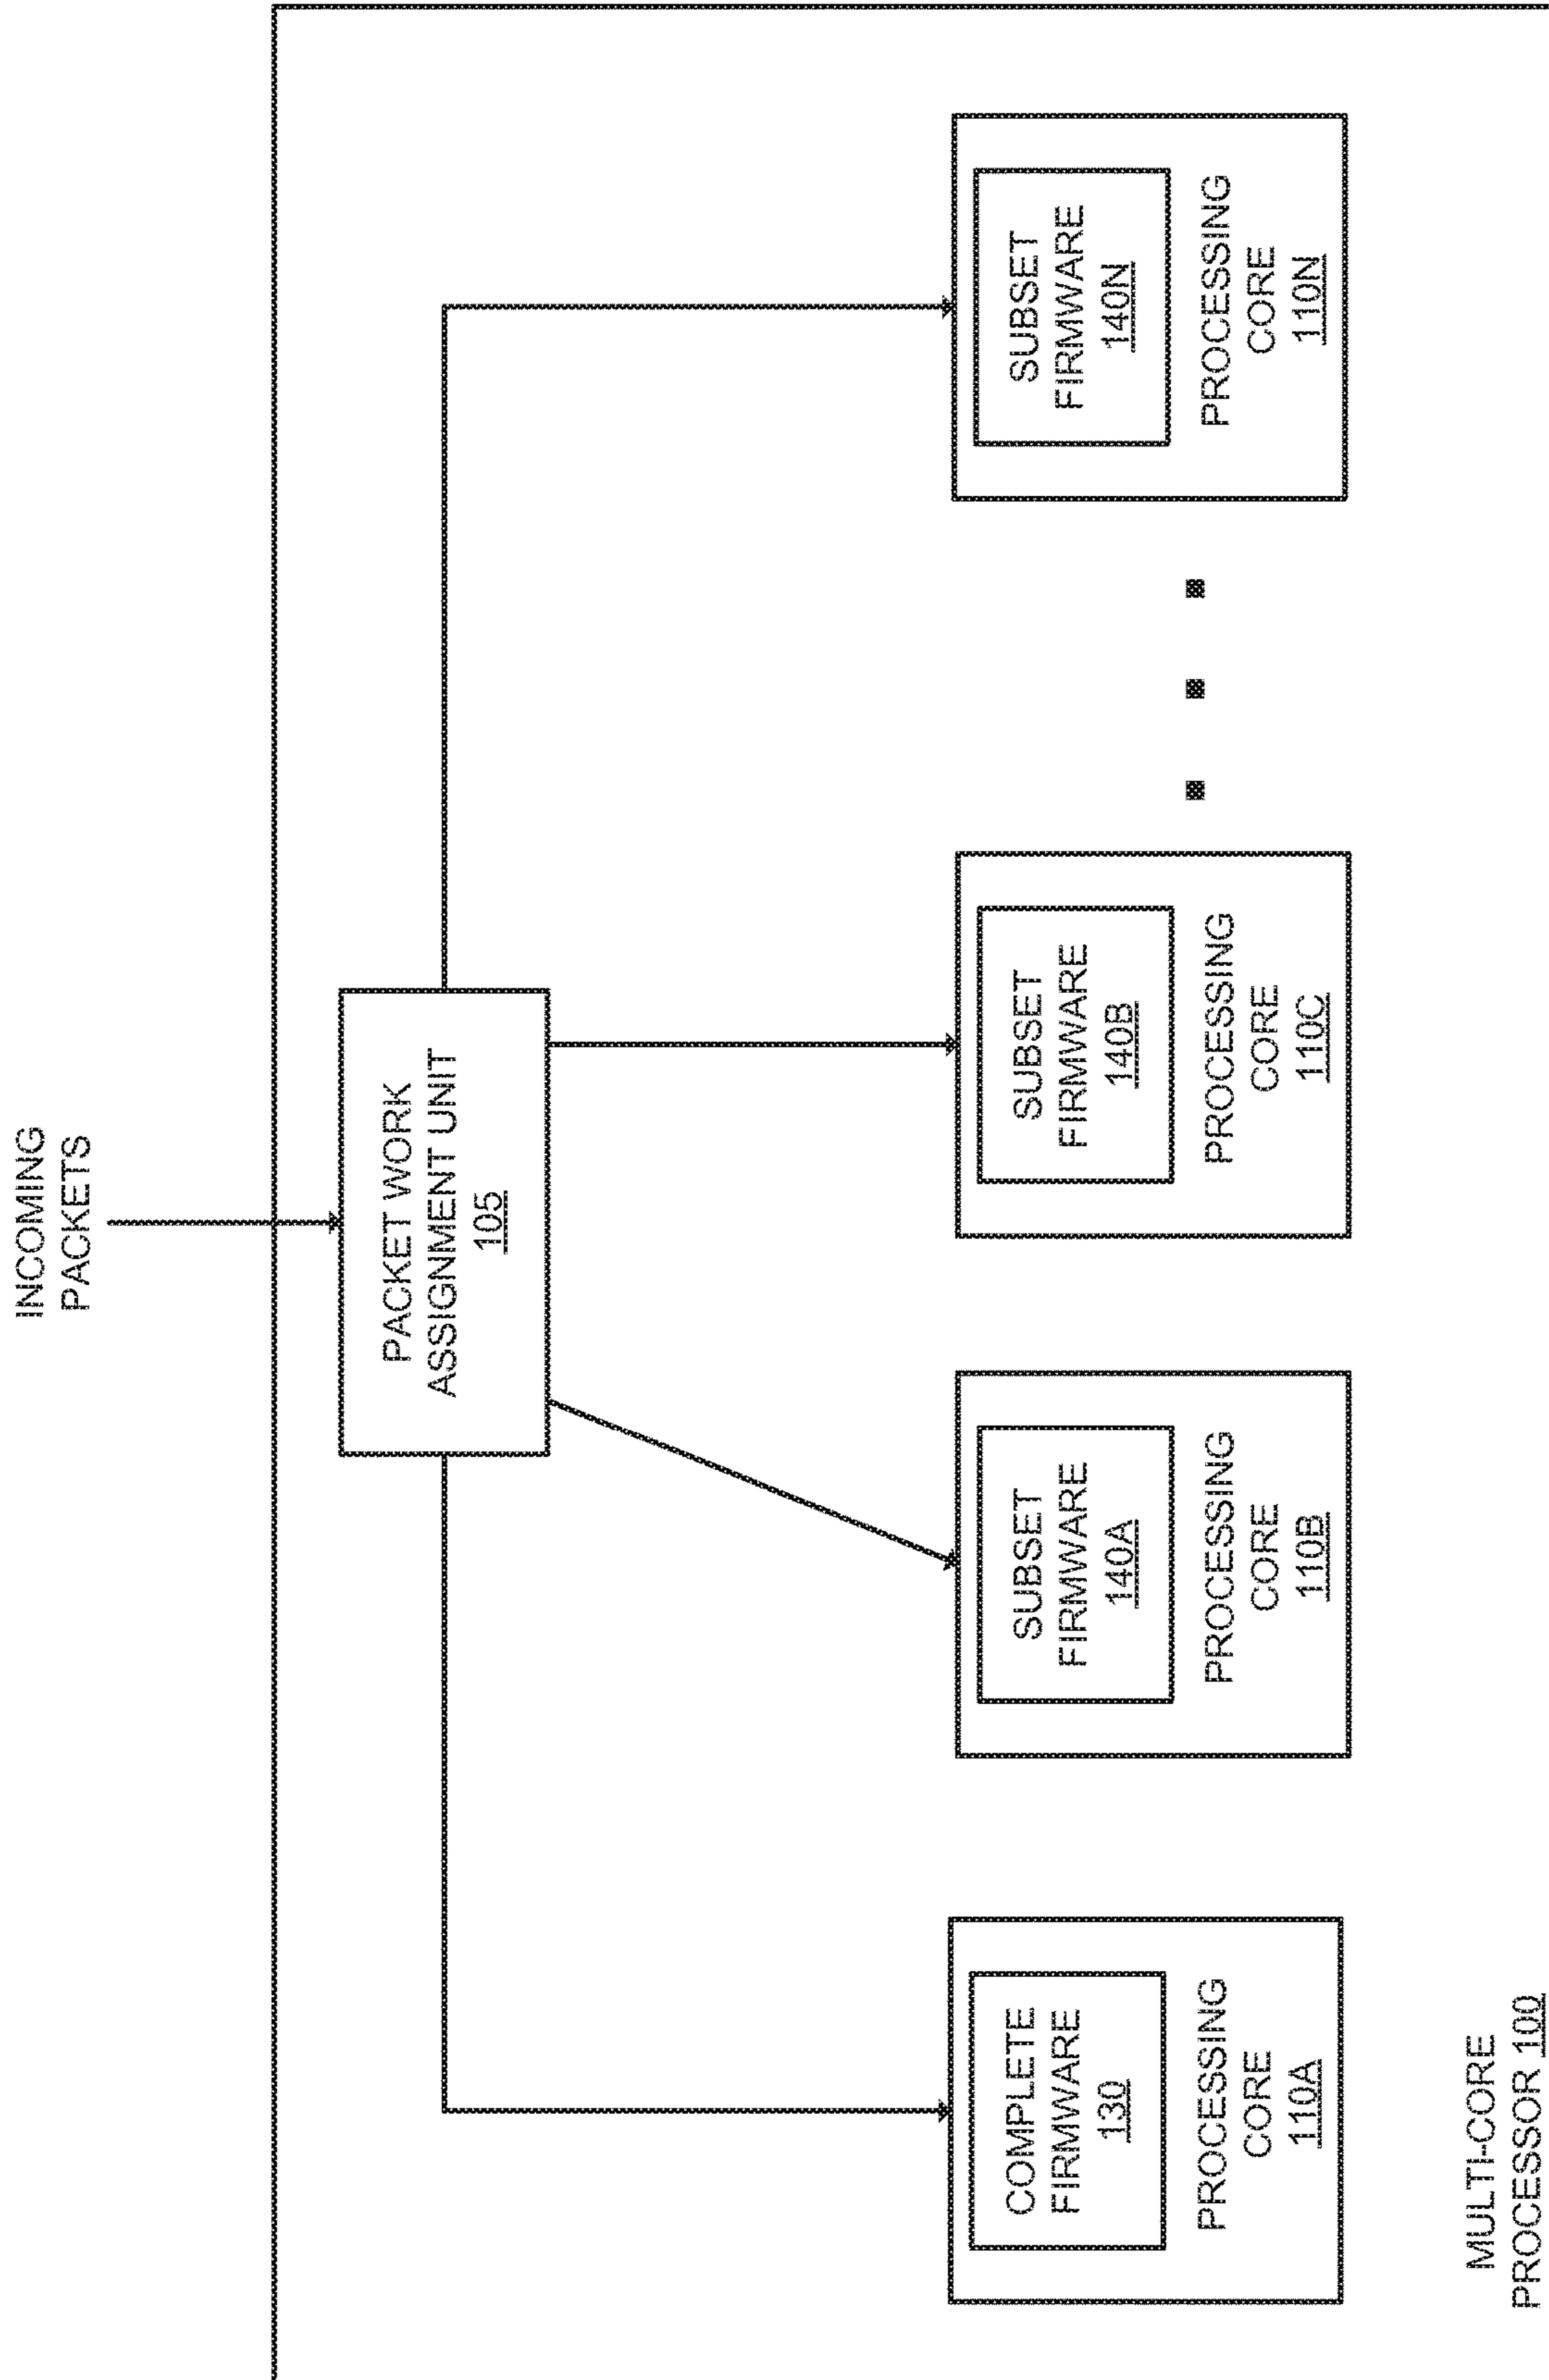 INCOMING
PACKETS
PACKET WORK
ASSIGNMENT UNIT
105
COMPLETE
FIRMWARE
130
PROCESSING
CORE
110A
SUBSET
FIRMWARE
140A
PROCESSING
CORE
110B
SUBSET
FIRMWARE
140B
PROCESSING
CORE
110C
SUBSET
FIRMWARE
140N
PROCESSING
CORE
110N
MULTI-CORE
PROCESSOR 100